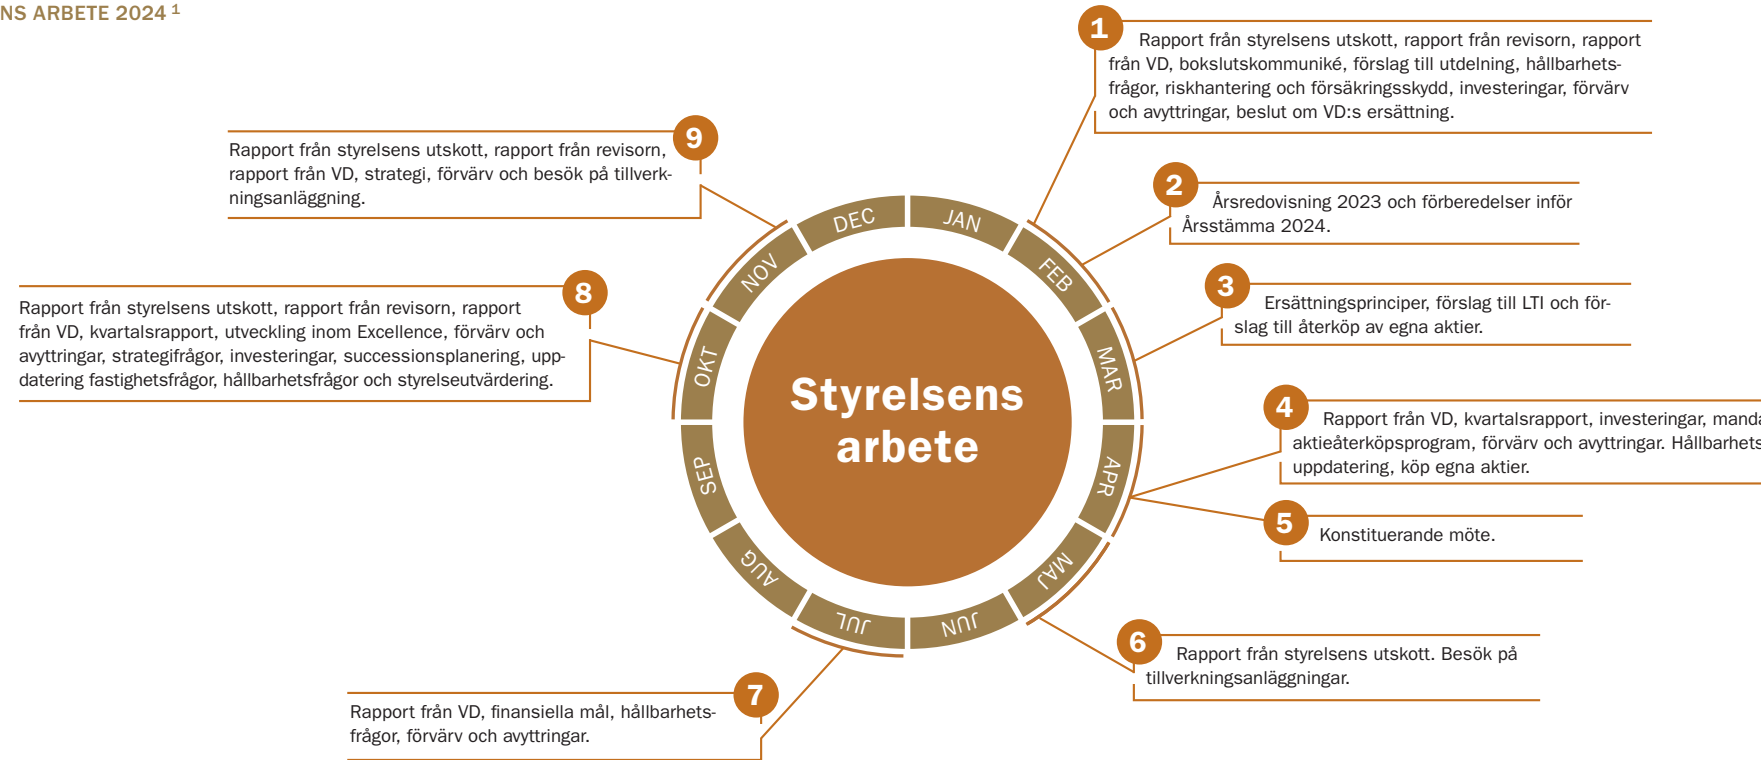 NS ARBETE 2024 1
1
Rapport från styrelsens utskott, rapport från revisorn, rapport
från VD, bokslutskommuniké, förslag till utdelning, hållbarhets-
frågor, riskhantering och försäkringsskydd, investeringar, förvärv
och avyttringar, beslut om VD:s ersättning.
2
Årsredovisning 2023 och förberedelser inför
Årsstämma 2024.
3
Ersättningsprinciper, förslag till LTI och för-
slag till återköp av egna aktier.
4
Rapport från VD, kvartalsrapport, investeringar, manda
aktieåterköpsprogram, förvärv och avyttringar. Hållbarhets
uppdatering, köp egna aktier.
5
Konstituerande möte.
6
Rapport från styrelsens utskott. Besök på
tillverkningsanläggningar.
7
Rapport från VD, finansiella mål, hållbarhets-
frågor, förvärv och avyttringar.
8
Rapport från styrelsens utskott, rapport från revisorn, rapport
från VD, kvartalsrapport, utveckling inom Excellence, förvärv och
avyttringar, strategifrågor, investeringar, successionsplanering, upp-
datering fastighetsfrågor, hållbarhetsfrågor och styrelseutvärdering.
9
Rapport från styrelsens utskott, rapport från revisorn,
rapport från VD, strategi, förvärv och besök på tillverk-
ningsanläggning.
JAN
FEB
MAR
APR
MAJ
JUN
JUL
AUG
SEP
OKT
NOV
DEC
Styrelsens
arbete